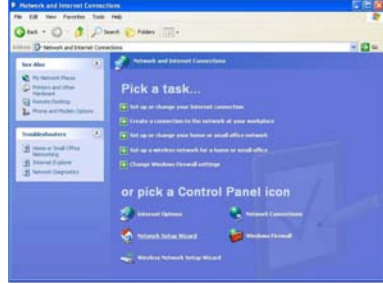 Network and Internet Connections
File Edit View Favorites Tools Help
Back Search Folders
Address Network and Internet Connections Go
See Also
My Network Places
Printers and Other
Hardware
Remote Desktop
Phone and Modem Options
Troubleshooters
Home or Small Office
Networking
Internet Explorer
Network Diagnostics
Network and Internet Connections
Pick a task...
Set up or change your Internet connection
Create a connection to the network at your workplace
Set up or change your home or small office network
Set up a wireless network for a home or small office
Change Windows Firewall settings
or pick a Control Panel icon
Internet Options
Network Connections
Network Setup Wizard
Windows Firewall
Wireless Network Setup Wizard